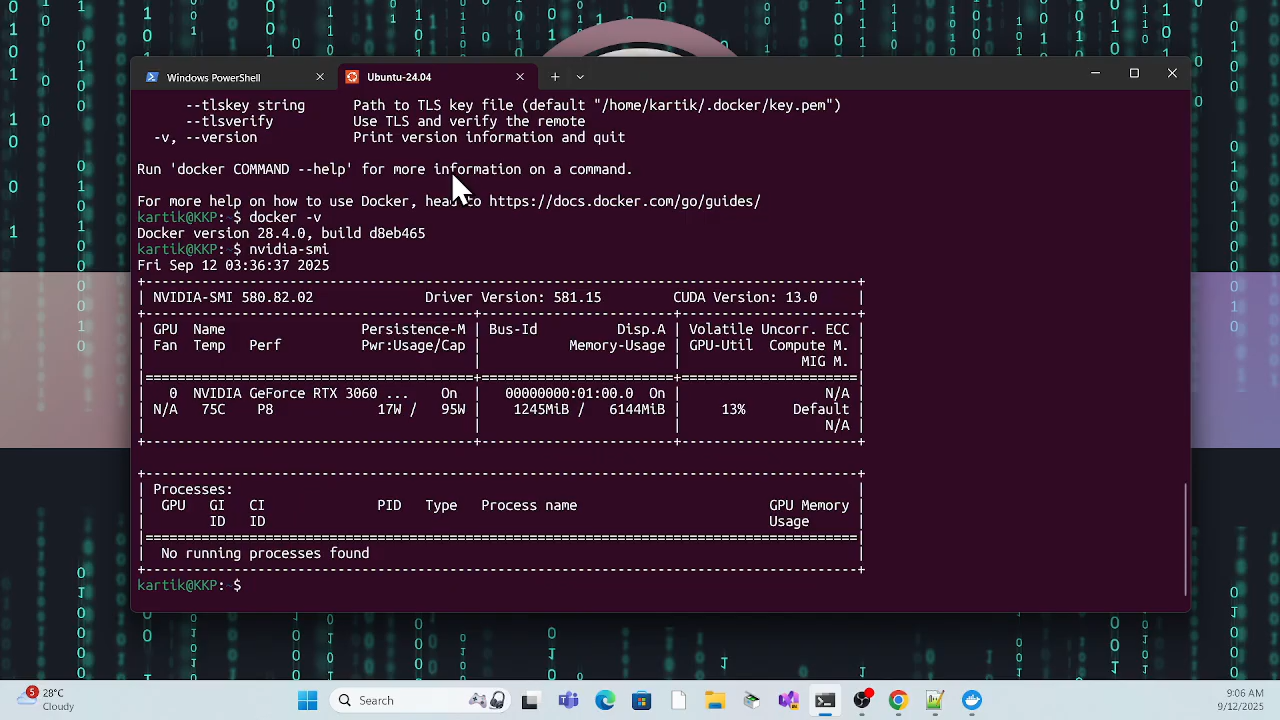 Windows PowerShell
Ubuntu-24.04
--tlskey string Path to TLS key file (default "/home/kartik/.docker/key.pem")
--tlsverify Use TLS and verify the remote
-v, --version Print version information and quit
Run 'docker COMMAND --help' for more information on a command.
For more help on how to use Docker, head to https://docs.docker.com/go/guides/
kartik@KKP:~$ docker -v
Docker version 28.4.0, build d8eb465
kartik@KKP:~$ nvidia-smi
Fri Sep 12 03:36:37 2025
+-----------------------------------------------------------------------------------------+
| NVIDIA-SMI 580.82.02 Driver Version: 581.15 CUDA Version: 13.0 |
+-----------------------------------------+------------------------+----------------------+
| GPU Name Persistence-M | Bus-Id Disp.A | Volatile Uncorr. ECC |
| Fan Temp Perf Pwr:Usage/Cap | Memory-Usage | GPU-Util Compute M. |
| | | MIG M. |
|=========================================+========================+======================|
| 0 NVIDIA GeForce RTX 3060 ... On | 00000000:01:00.0 On | N/A |
| N/A 75C P8 17W / 95W | 1245MiB / 6144MiB | 13% Default |
| | | N/A |
+-----------------------------------------+------------------------+----------------------+
+-----------------------------------------------------------------------------------------+
| Processes: |
| GPU GI CI PID Type Process name GPU Memory |
| ID ID Usage |
|=========================================================================================|
| No running processes found |
+-----------------------------------------------------------------------------------------+
kartik@KKP:~$
5
28°C
Cloudy
Search
9:06 AM
9/12/2025